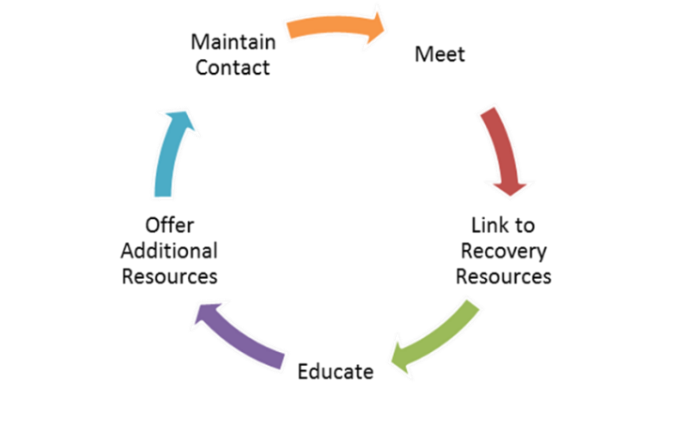 Maintain
Contact
Meet
Link to
Recovery
Resources
Educate
Offer
Additional
Resources